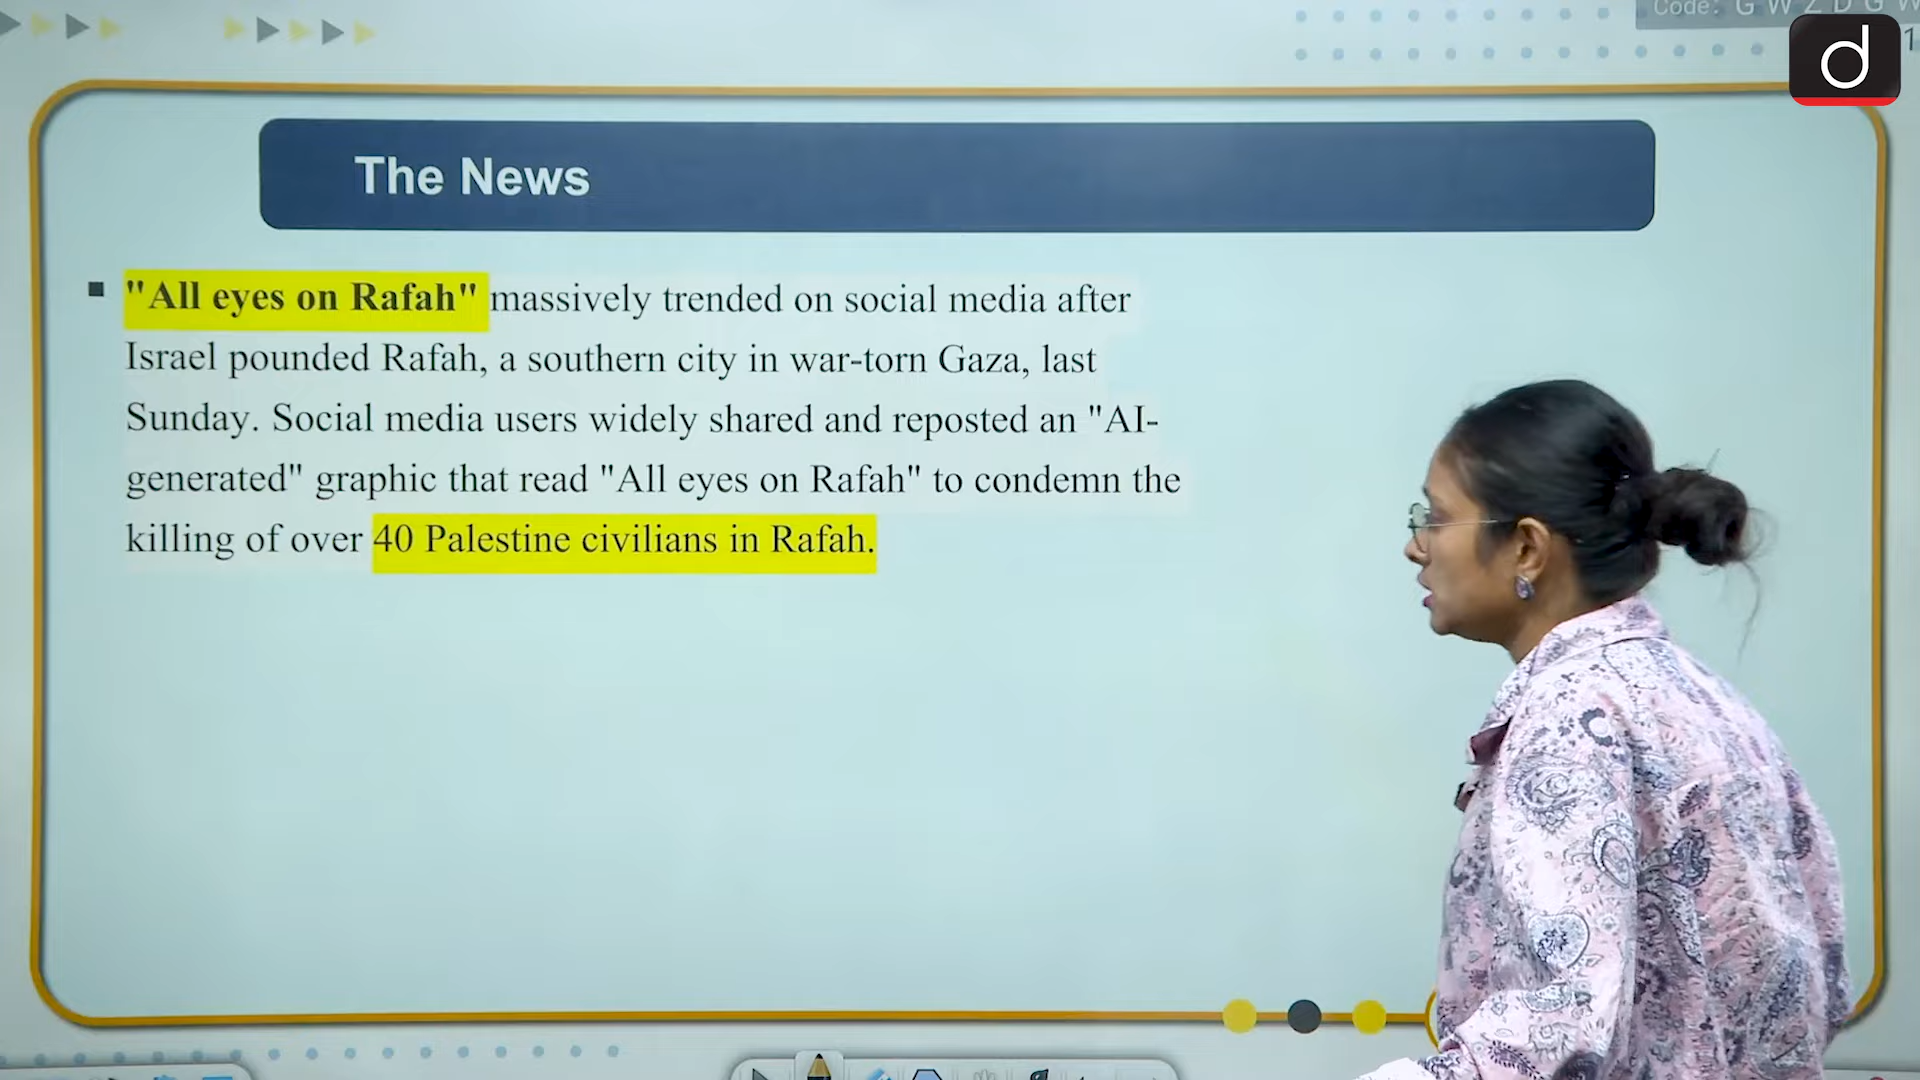 Code: G W Z D G W
d
1
The News
"All eyes on Rafah" massively trended on social media after
Israel pounded Rafah, a southern city in war-torn Gaza, last
Sunday. Social media users widely shared and reposted an "AI-
generated" graphic that read "All eyes on Rafah" to condemn the
killing of over 40 Palestine civilians in Rafah.